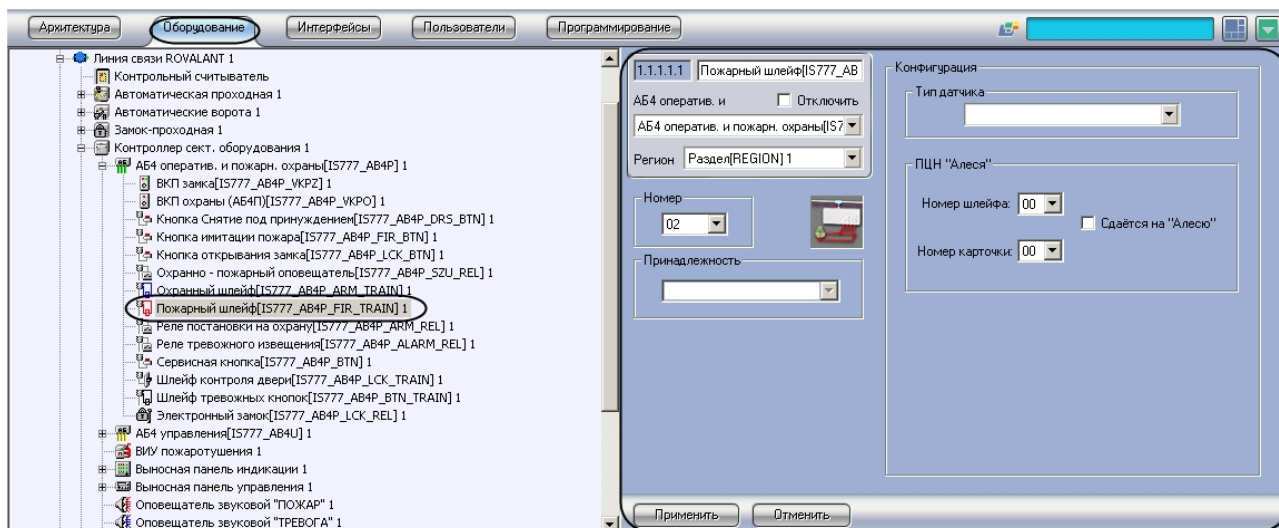 Архитектура Оборудование Интерфейсы Пользователи Программирование
Линия связи ROVALANT 1
Контрольный считыватель
Автоматическая проходная 1
Автоматические ворота 1
Замок-проходная 1
Контроллер сект. оборудования 1
АБ4 оператив. и пожарн. охраны[IS777_AB4P] 1
ВКП замка[IS777_AB4P_VKPZ] 1
ВКП охраны (АБ4П)[IS777_AB4P_VKPO] 1
Кнопка Снятие под принуждением[IS777_AB4P_DRS_BTN] 1
Кнопка имитации пожара[IS777_AB4P_FIR_BTN] 1
Кнопка открывания замка[IS777_AB4P_LCK_BTN] 1
Охранно - пожарный оповещатель[IS777_AB4P_SZU_REL] 1
Охранный шлейф[IS777_AB4P_ARM_TRAIN] 1
Пожарный шлейф[IS777_AB4P_FIR_TRAIN] 1
Реле постановки на охрану[IS777_AB4P_ARM_REL] 1
Реле тревожного извещения[IS777_AB4P_ALARM_REL] 1
Сервисная кнопка[IS777_AB4P_BTN] 1
Шлейф контроля двери[IS777_AB4P_LCK_TRAIN] 1
Шлейф тревожных кнопок[IS777_AB4P_BTN_TRAIN] 1
Электронный замок[IS777_AB4P_LCK_REL] 1
АБ4 управления[IS777_AB4U] 1
ВИУ пожаротушения 1
Выносная панель индикации 1
Выносная панель управления 1
Оповещатель звуковой "ПОЖАР" 1
Оповещатель звуковой "ТРЕВОГА" 1
1.1.1.1.1 Пожарный шлейф[IS777_AB
АБ4 оператив. и Отключить
АБ4 оператив. и пожарн. охраны[IS7
Регион Раздел[REGION] 1
Номер
02
Принадлежность
Конфигурация
Тип датчика
ПЦН "Алеся"
Номер шлейфа: 00
Сдаётся на "Алесю"
Номер карточки: 00
Применить Отменить